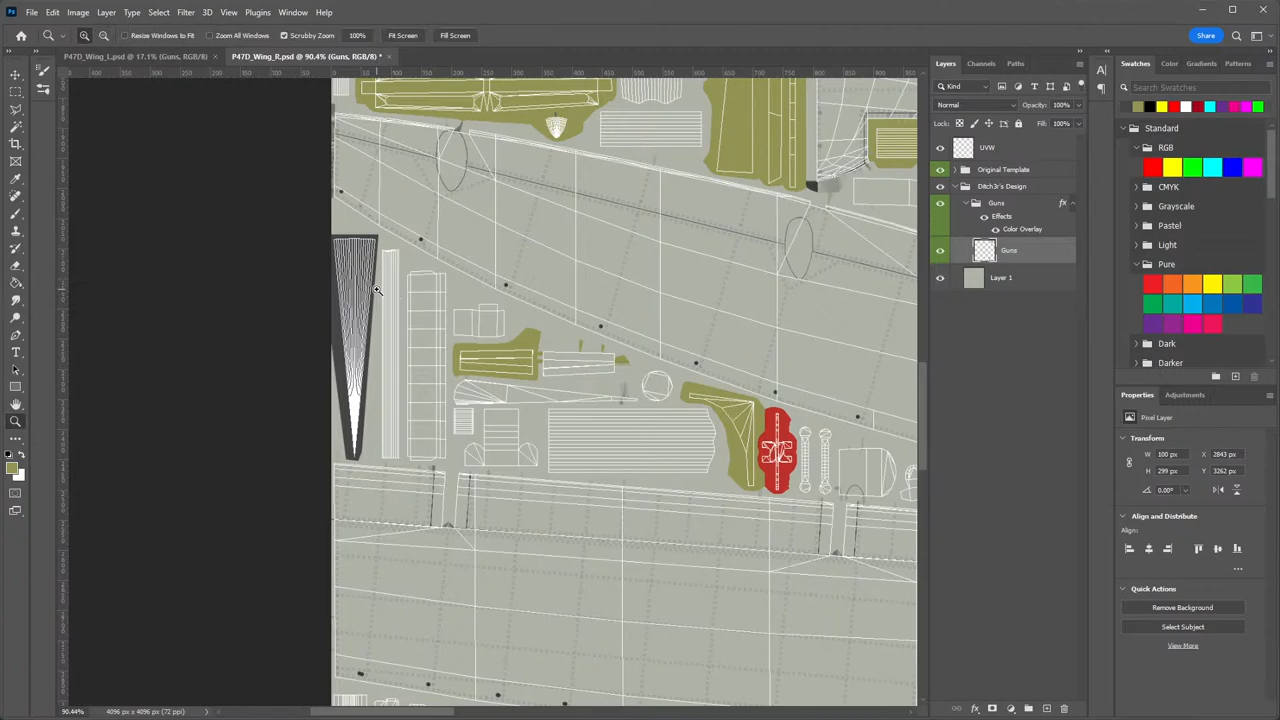 Ps File Edit Image Layer Type Select Filter 3D View Plugins Window Help
Resize Windows to Fit Zoom All Windows Scrubby Zoom 100% Fit Screen Fill Screen Share
P47D_Wing_L.psd @ 17.1% (Guns, RGB/8) × P47D_Wing_R.psd @ 90.4% (Guns, RGB/8) * ×
Layers Channels Paths
Kind
Normal Opacity: 100%
Lock: Fill: 100%
UVW
Original Template
Ditch3r's Design
Guns fx
Effects
Color Overlay
Guns
Layer 1
Swatches Color Gradients Patterns
Search Swatches
Standard
RGB
CMYK
Grayscale
Pastel
Light
Pure
Dark
Darker
Properties Adjustments
Pixel Layer
Transform
W 100 px X 2843 px
H 299 px Y 3262 px
0.00°
Align and Distribute
Align:
Quick Actions
Remove Background
Select Subject
View More
90.44% 4096 px x 4096 px (72 ppi)